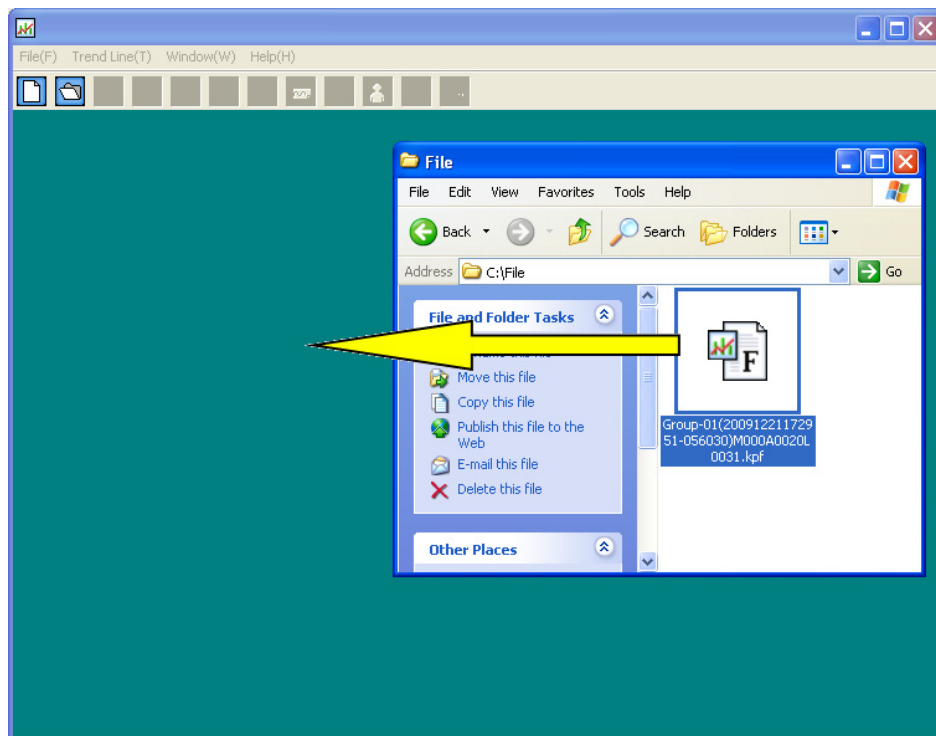 File(F) Trend Line(T) Window(W) Help(H)
File
File Edit View Favorites Tools Help
Back Search Folders
Address C:\File Go
File and Folder Tasks
Move this file
Copy this file
Publish this file to the
Web
E-mail this file
Delete this file
Other Places
F
Group-01(200912211729
51-056030)M000A0020L
0031.kpf